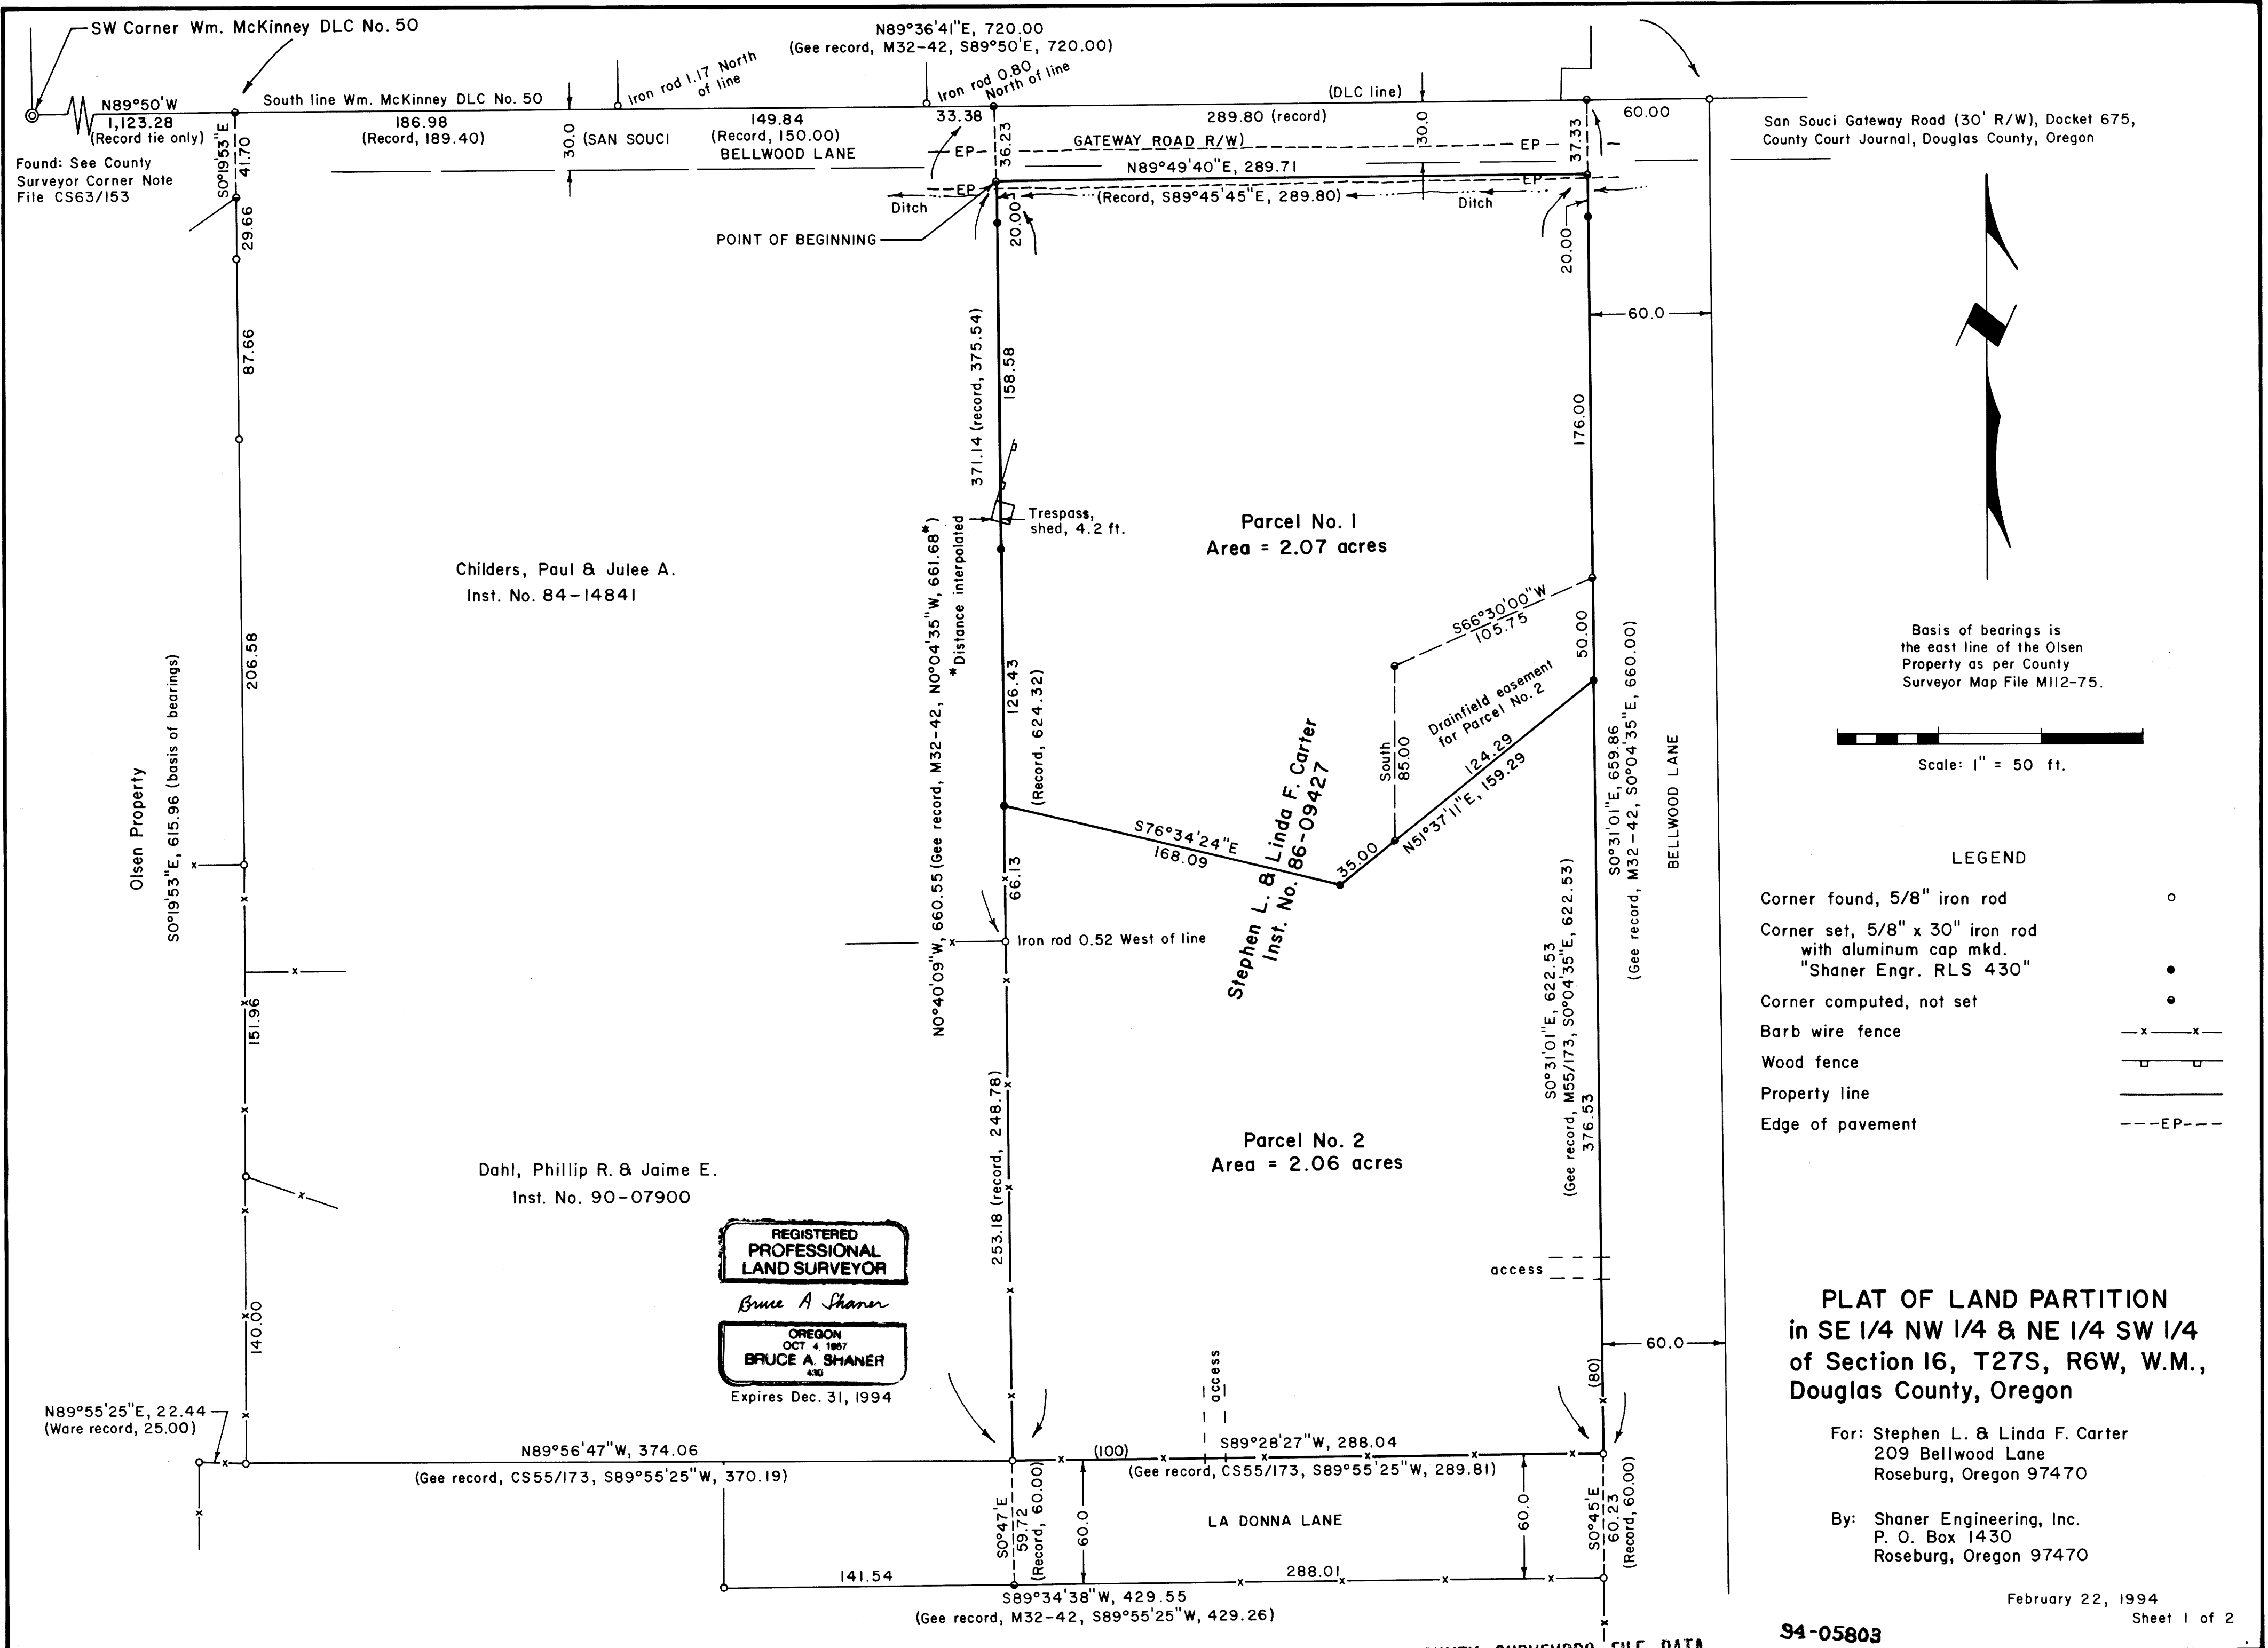 SW Corner Wm. McKinney DLC No. 50
N89°36'41"E, 720.00
(Gee record, M32-42, S89°50'E, 720.00)
Iron rod 1.17 North
of line
Iron rod 0.80
North of line
N89°50'W
1,123.28
(Record tie only)
South line Wm. McKinney DLC No. 50
186.98
(Record, 189.40)
30.0
(SAN SOUCI
149.84
(Record, 150.00)
BELLWOOD LANE
33.38
EP
36.23
289.80 (record)
GATEWAY ROAD R/W)
(DLC line)
30.0
EP
37.33
60.00
San Souci Gateway Road (30' R/W), Docket 675,
County Court Journal, Douglas County, Oregon
Found: See County
Surveyor Corner Note
File CS63/153
S0°19'53"E
41.70
29.66
N89°49'40"E, 289.71
EP
EP
(Record, S89°45'45"E, 289.80)
Ditch
Ditch
POINT OF BEGINNING
20.00
20.00
60.0
87.66
371.14 (record, 375.54)
158.58
176.00
Trespass,
shed, 4.2 ft.
Parcel No. 1
Area = 2.07 acres
Childers, Paul & Julee A.
Inst. No. 84-14841
N0°40'09"W, 660.55 (Gee record, M32-42, N0°04'35"W, 661.68*)
*Distance interpolated
206.58
126.43
(Record, 624.32)
S66°30'00"W
105.75
50.00
Drainfield easement
for Parcel No. 2
South
85.00
124.29
N51°37'11"E, 159.29
35.00
S76°34'24"E
168.09
Stephen L. & Linda F. Carter
Inst. No. 86-09427
S0°31'01"E, 659.86
(Gee record, M32-42, S0°04'35"E, 660.00)
BELLWOOD LANE
Basis of bearings is
the east line of the Olsen
Property as per County
Surveyor Map File M112-75.
Scale: 1" = 50 ft.
Olsen Property
S0°19'53"E, 615.96 (basis of bearings)
66.13
Iron rod 0.52 West of line
LEGEND
Corner found, 5/8" iron rod
Corner set, 5/8" x 30" iron rod
with aluminum cap mkd.
"Shaner Engr. RLS 430"
Corner computed, not set
Barb wire fence
Wood fence
Property line
Edge of pavement
EP
151.96
S0°31'01"E, 622.53
(Gee record, M55/173, S0°04'35"E, 622.53)
376.53
253.18 (record, 248.78)
Parcel No. 2
Area = 2.06 acres
Dahl, Phillip R. & Jaime E.
Inst. No. 90-07900
REGISTERED
PROFESSIONAL
LAND SURVEYOR
Bruce A Shaner
OREGON
OCT 4, 1957
BRUCE A. SHANER
430
Expires Dec. 31, 1994
140.00
access
access
60.0
(80)
PLAT OF LAND PARTITION
in SE 1/4 NW 1/4 & NE 1/4 SW 1/4
of Section 16, T27S, R6W, W.M.,
Douglas County, Oregon
For: Stephen L. & Linda F. Carter
209 Bellwood Lane
Roseburg, Oregon 97470
By: Shaner Engineering, Inc.
P. O. Box 1430
Roseburg, Oregon 97470
N89°55'25"E, 22.44
(Ware record, 25.00)
N89°56'47"W, 374.06
(Gee record, CS55/173, S89°55'25"W, 370.19)
(100)
S89°28'27"W, 288.04
(Gee record, CS55/173, S89°55'25"W, 289.81)
S0°47'E
59.72
(Record, 60.00)
60.0
LA DONNA LANE
60.0
S0°45'E
60.23
(Record, 60.00)
141.54
288.01
S89°34'38"W, 429.55
(Gee record, M32-42, S89°55'25"W, 429.26)
February 22, 1994
Sheet 1 of 2
94-05803